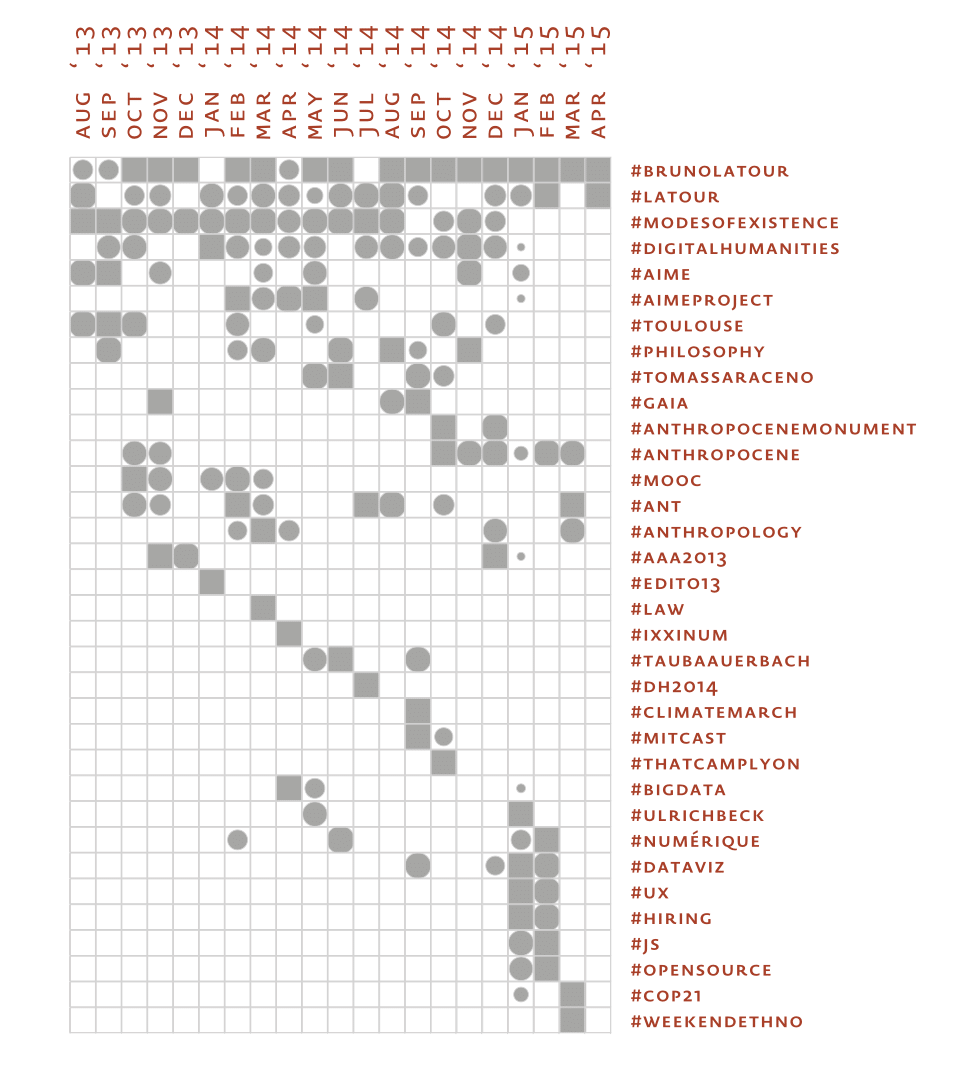 AUG ‘13
SEP ‘13
OCT ‘13
NOV ‘13
DEC ‘13
JAN ‘14
FEB ‘14
MAR ‘14
APR ‘14
MAY ‘14
JUN ‘14
JUL ‘14
AUG ‘14
SEP ‘14
OCT ‘14
NOV ‘14
DEC ‘14
JAN ‘15
FEB ‘15
MAR ‘15
APR ‘15
#BRUNOLATOUR
#LATOUR
#MODESOFEXISTENCE
#DIGITALHUMANITIES
#AIME
#AIMEPROJECT
#TOULOUSE
#PHILOSOPHY
#TOMASSARACENO
#GAIA
#ANTHROPOCENEMONUMENT
#ANTHROPOCENE
#MOOC
#ANT
#ANTHROPOLOGY
#AAA2013
#EDITO13
#LAW
#IXXINUM
#TAUBAAUERBACH
#DH2014
#CLIMATEMARCH
#MITCAST
#THATCAMPLYON
#BIGDATA
#ULRICHBECK
#NUMÉRIQUE
#DATAVIZ
#UX
#HIRING
#JS
#OPENSOURCE
#COP21
#WEEKENDETHNO